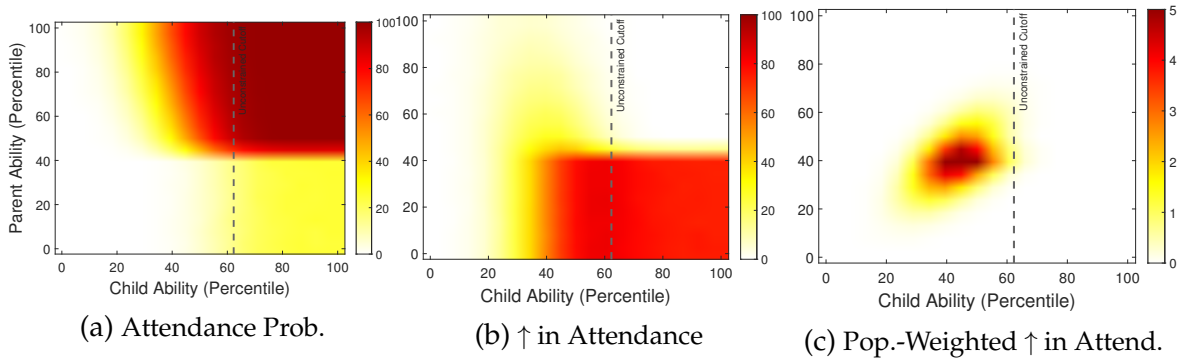 Parent Ability (Percentile)
100
80
60
40
20
0
0 20 40 60 80 100
Child Ability (Percentile)
Unconstrained Cutoff
100
80
60
40
20
0
(a) Attendance Prob.
100
80
60
40
20
0
0 20 40 60 80 100
Child Ability (Percentile)
Unconstrained Cutoff
100
80
60
40
20
0
(b) ↑ in Attendance
100
80
60
40
20
0
0 20 40 60 80 100
Child Ability (Percentile)
Unconstrained Cutoff
5
4
3
2
1
0
(c) Pop.-Weighted ↑ in Attend.